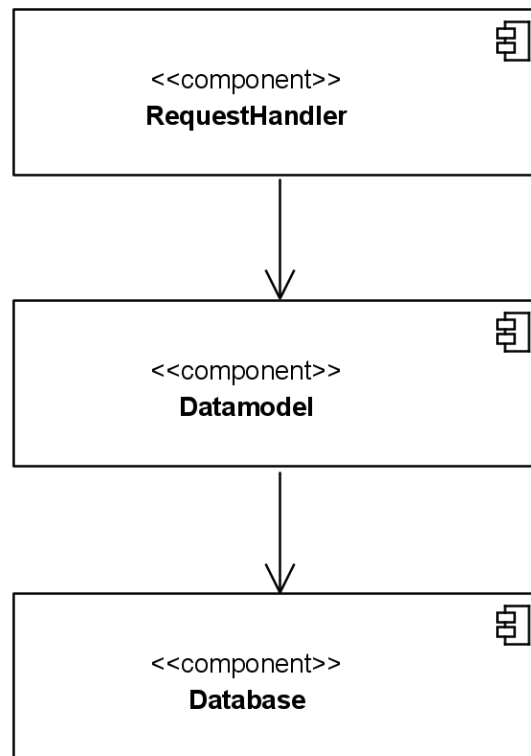 <<component>>
RequestHandler
<<component>>
Datamodel
<<component>>
Database